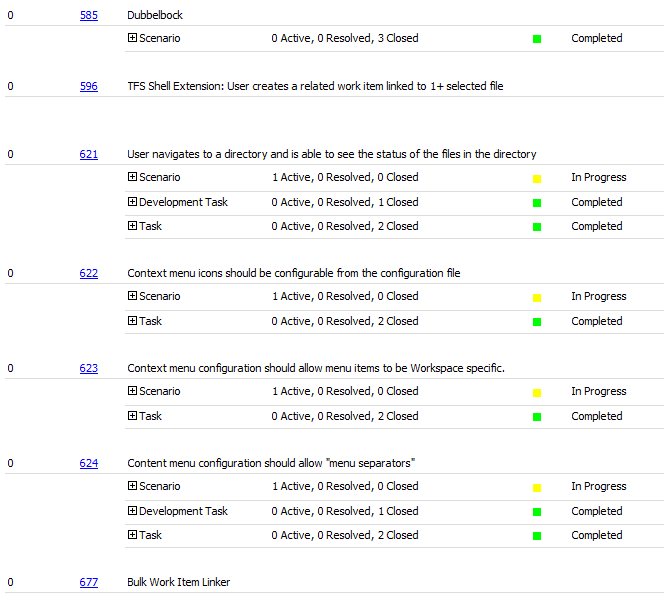 0 585 Dubbelbock
Scenario 0 Active, 0 Resolved, 3 Closed Completed
0 596 TFS Shell Extension: User creates a related work item linked to 1+ selected file
0 621 User navigates to a directory and is able to see the status of the files in the directory
Scenario 1 Active, 0 Resolved, 0 Closed In Progress
Development Task 0 Active, 0 Resolved, 1 Closed Completed
Task 0 Active, 0 Resolved, 2 Closed Completed
0 622 Context menu icons should be configurable from the configuration file
Scenario 1 Active, 0 Resolved, 0 Closed In Progress
Task 0 Active, 0 Resolved, 2 Closed Completed
0 623 Context menu configuration should allow menu items to be Workspace specific.
Scenario 1 Active, 0 Resolved, 0 Closed In Progress
Task 0 Active, 0 Resolved, 2 Closed Completed
0 624 Content menu configuration should allow "menu separators"
Scenario 1 Active, 0 Resolved, 0 Closed In Progress
Development Task 0 Active, 0 Resolved, 1 Closed Completed
Task 0 Active, 0 Resolved, 2 Closed Completed
0 677 Bulk Work Item Linker